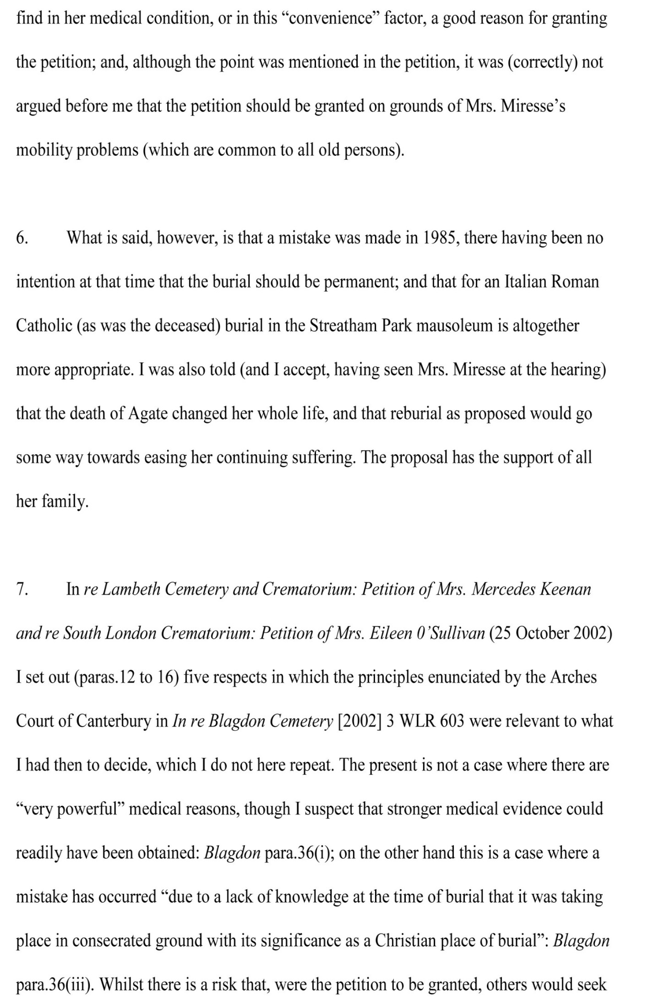 find in her medical condition, or in this “convenience” factor, a good reason for granting
the petition; and, although the point was mentioned in the petition, it was (correctly) not
argued before me that the petition should be granted on grounds of Mrs. Miresse’s
mobility problems (which are common to all old persons).
6. What is said, however, is that a mistake was made in 1985, there having been no
intention at that time that the burial should be permanent; and that for an Italian Roman
Catholic (as was the deceased) burial in the Streatham Park mausoleum is altogether
more appropriate. I was also told (and I accept, having seen Mrs. Miresse at the hearing)
that the death of Agate changed her whole life, and that reburial as proposed would go
some way towards easing her continuing suffering. The proposal has the support of all
her family.
7. In re Lambeth Cemetery and Crematorium: Petition of Mrs. Mercedes Keenan
and re South London Crematorium: Petition of Mrs. Eileen 0’Sullivan (25 October 2002)
I set out (paras.12 to 16) five respects in which the principles enunciated by the Arches
Court of Canterbury in In re Blagdon Cemetery [2002] 3 WLR 603 were relevant to what
I had then to decide, which I do not here repeat. The present is not a case where there are
“very powerful” medical reasons, though I suspect that stronger medical evidence could
readily have been obtained: Blagdon para.36(i); on the other hand this is a case where a
mistake has occurred “due to a lack of knowledge at the time of burial that it was taking
place in consecrated ground with its significance as a Christian place of burial”: Blagdon
para.36(iii). Whilst there is a risk that, were the petition to be granted, others would seek